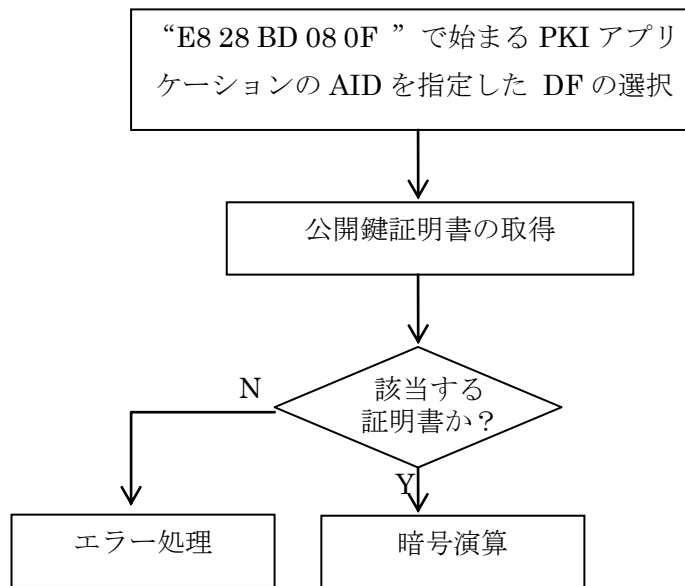 “E8 28 BD 08 0F ”で始まる PKI アプリ
ケーションの AID を指定した DF の選択
公開鍵証明書の取得
該当する
証明書か？
N
Y
エラー処理
暗号演算